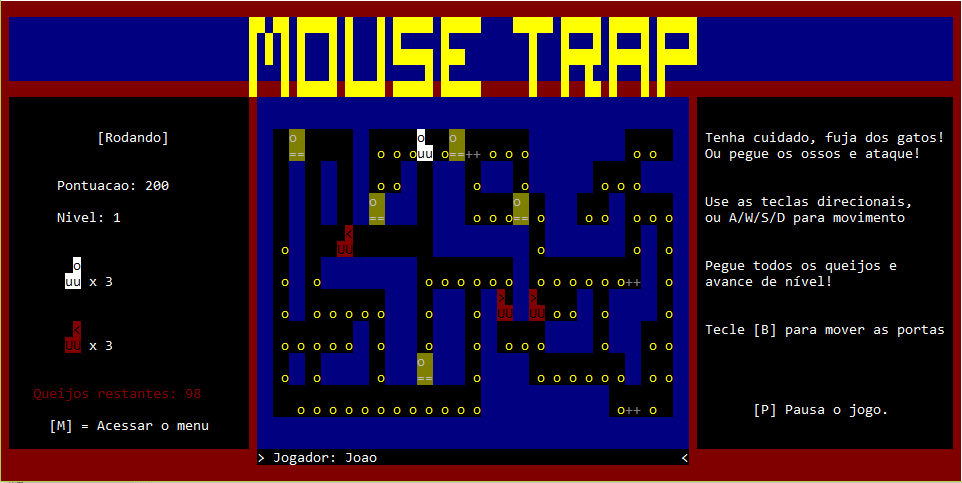 MOUSE TRAP
[Rodando]
Pontuacao: 200
Nivel: 1
x 3
x 3
Queijos restantes: 98
[M] = Acessar o menu
Tenha cuidado, fuja dos gatos!
Ou pegue os ossos e ataque!
Use as teclas direcionais,
ou A/W/S/D para movimento
Pegue todos os queijos e
avance de nível!
Tecle [B] para mover as portas
[P] Pausa o jogo.
> Jogador: Joao <